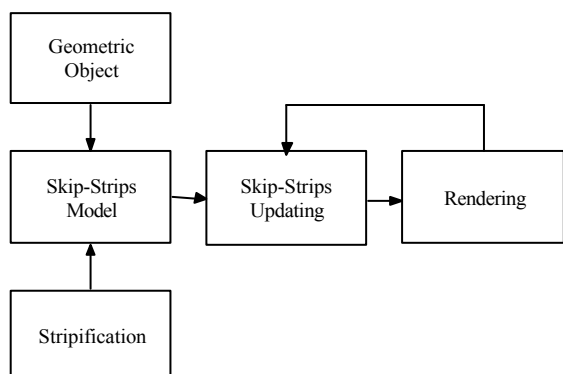 Geometric
Object
Skip-Strips
Model
Skip-Strips
Updating
Rendering
Stripification